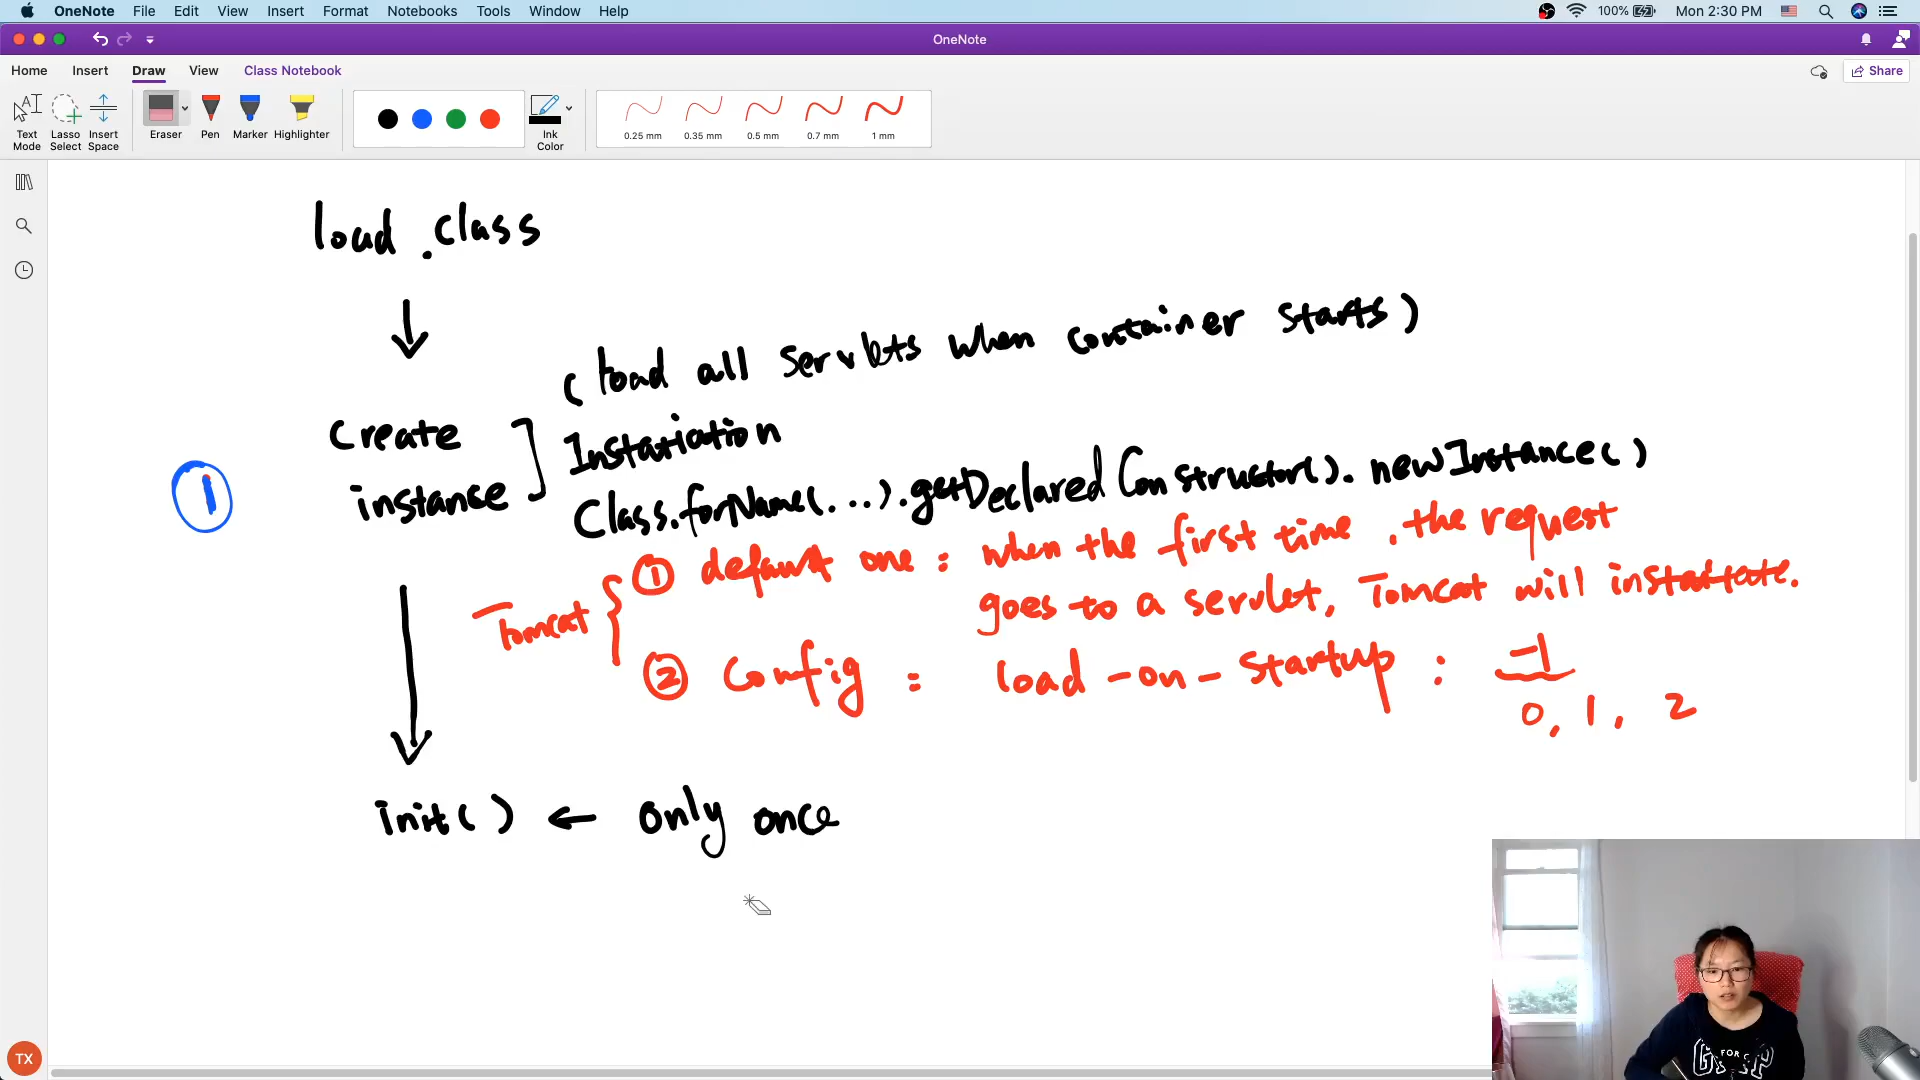 OneNote File Edit View Insert Format Notebooks Tools Window Help 100% Mon 2:30 PM
OneNote
Home Insert Draw View Class Notebook Share
Text Mode Lasso Select Insert Space Eraser Pen Marker Highlighter Ink Color 0.25 mm 0.35 mm 0.5 mm 0.7 mm 1 mm
load .class
(load all servlets when container starts)
Create
Instatiation
instance
Class.forName(...).getDeclaredConstructor().newInstance()
1
① default one : when the first time , the request
goes to a servlet, Tomcat will instatiate.
Tomcat
② Config : load-on-startup : -1
0, 1, 2
init() ← only once
TX
FOR C
GSP